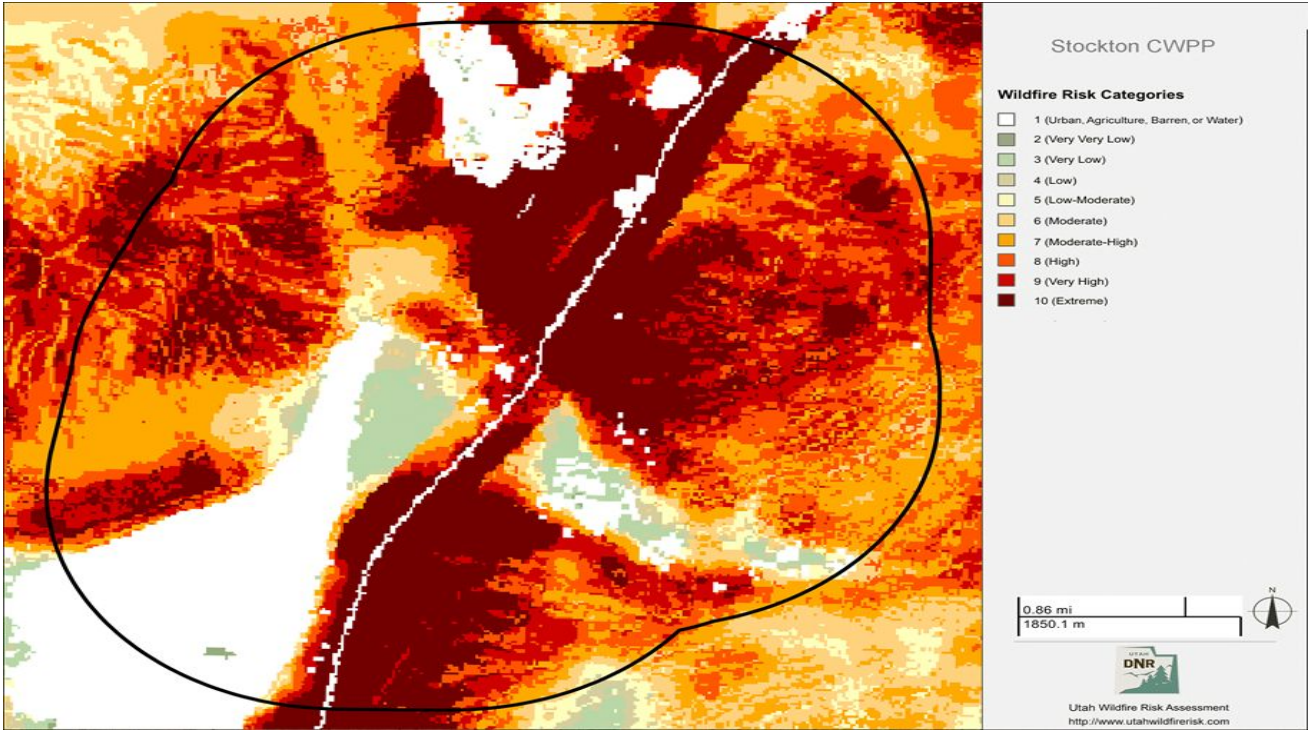 Stockton CWPP
Wildfire Risk Categories
1 (Urban, Agriculture, Barren, or Water)
2 (Very Very Low)
3 (Very Low)
4 (Low)
5 (Low-Moderate)
6 (Moderate)
7 (Moderate-High)
8 (High)
9 (Very High)
10 (Extreme)
0.86 mi
1850.1 m
N
UTAH
DNR
Utah Wildfire Risk Assessment
http://www.utahwildfirerisk.com